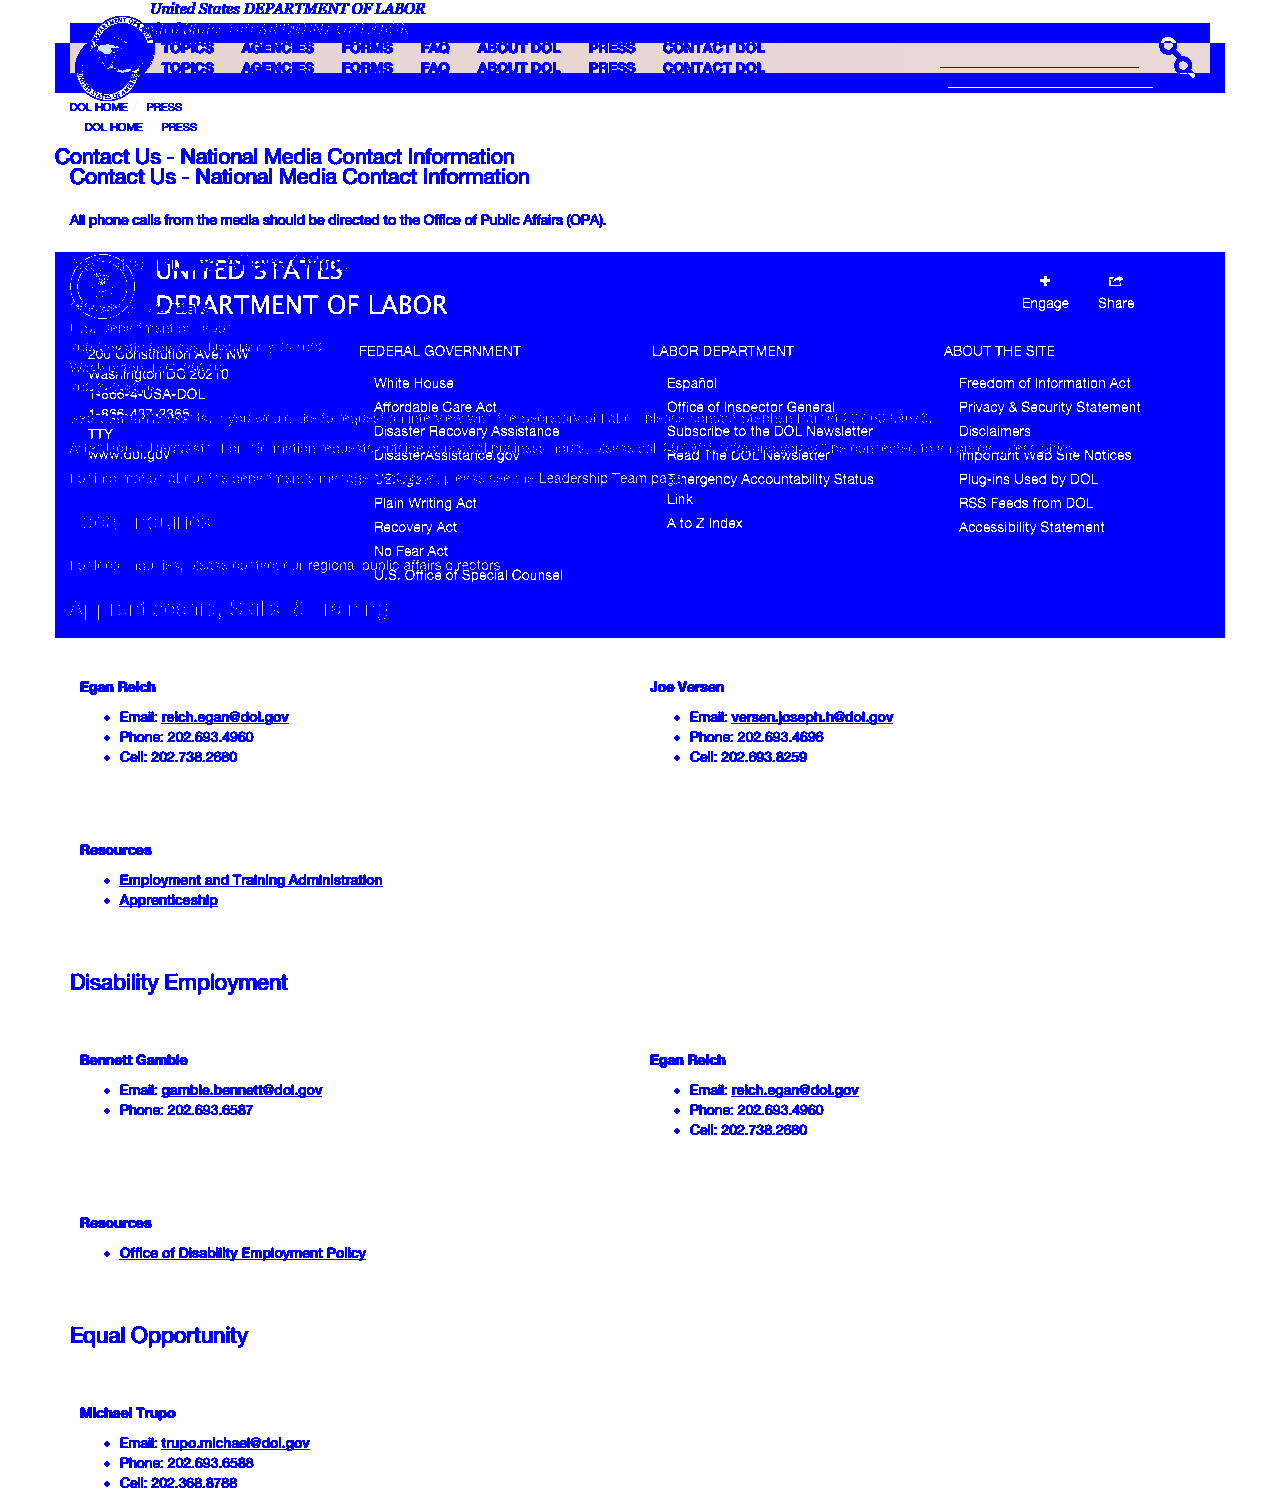 United States DEPARTMENT OF LABOR
TOPICS AGENCIES FORMS FAQ ABOUT DOL PRESS CONTACT DOL
TOPICS AGENCIES FORMS FAQ ABOUT DOL PRESS CONTACT DOL
DOL HOME PRESS
DOL HOME PRESS
Contact Us - National Media Contact Information
Contact Us - National Media Contact Information
All phone calls from the media should be directed to the Office of Public Affairs (OPA).
UNITED STATES
DEPARTMENT OF LABOR
Engage Share
200 Constitution Ave. NW
Washington DC 20210
1-866-4-USA-DOL
TTY
www.dol.gov
FEDERAL GOVERNMENT
White House
Affordable Care Act
Disaster Recovery Assistance
DisasterAssistance.gov
Plain Writing Act
Recovery Act
No Fear Act
U.S. Office of Special Counsel
LABOR DEPARTMENT
Español
Office of Inspector General
Subscribe to the DOL Newsletter
Read The DOL Newsletter
Emergency Accountability Status
Link
A to Z Index
ABOUT THE SITE
Freedom of Information Act
Privacy & Security Statement
Disclaimers
Important Web Site Notices
Plug-ins Used by DOL
RSS Feeds from DOL
Accessibility Statement
Leadership Team
regional public affairs directors
Egan Reich
• Email: reich.egan@dol.gov
• Phone: 202.693.4960
• Cell: 202.738.2680
Joe Versen
• Email: versen.joseph.h@dol.gov
• Phone: 202.693.4696
• Cell: 202.693.8259
Resources
• Employment and Training Administration
• Apprenticeship
Disability Employment
Bennett Gamble
• Email: gamble.bennett@dol.gov
• Phone: 202.693.6587
Egan Reich
• Email: reich.egan@dol.gov
• Phone: 202.693.4960
• Cell: 202.738.2680
Resources
• Office of Disability Employment Policy
Equal Opportunity
Michael Trupo
• Email: trupo.michael@dol.gov
• Phone: 202.693.6588
• Cell: 202.368.8788